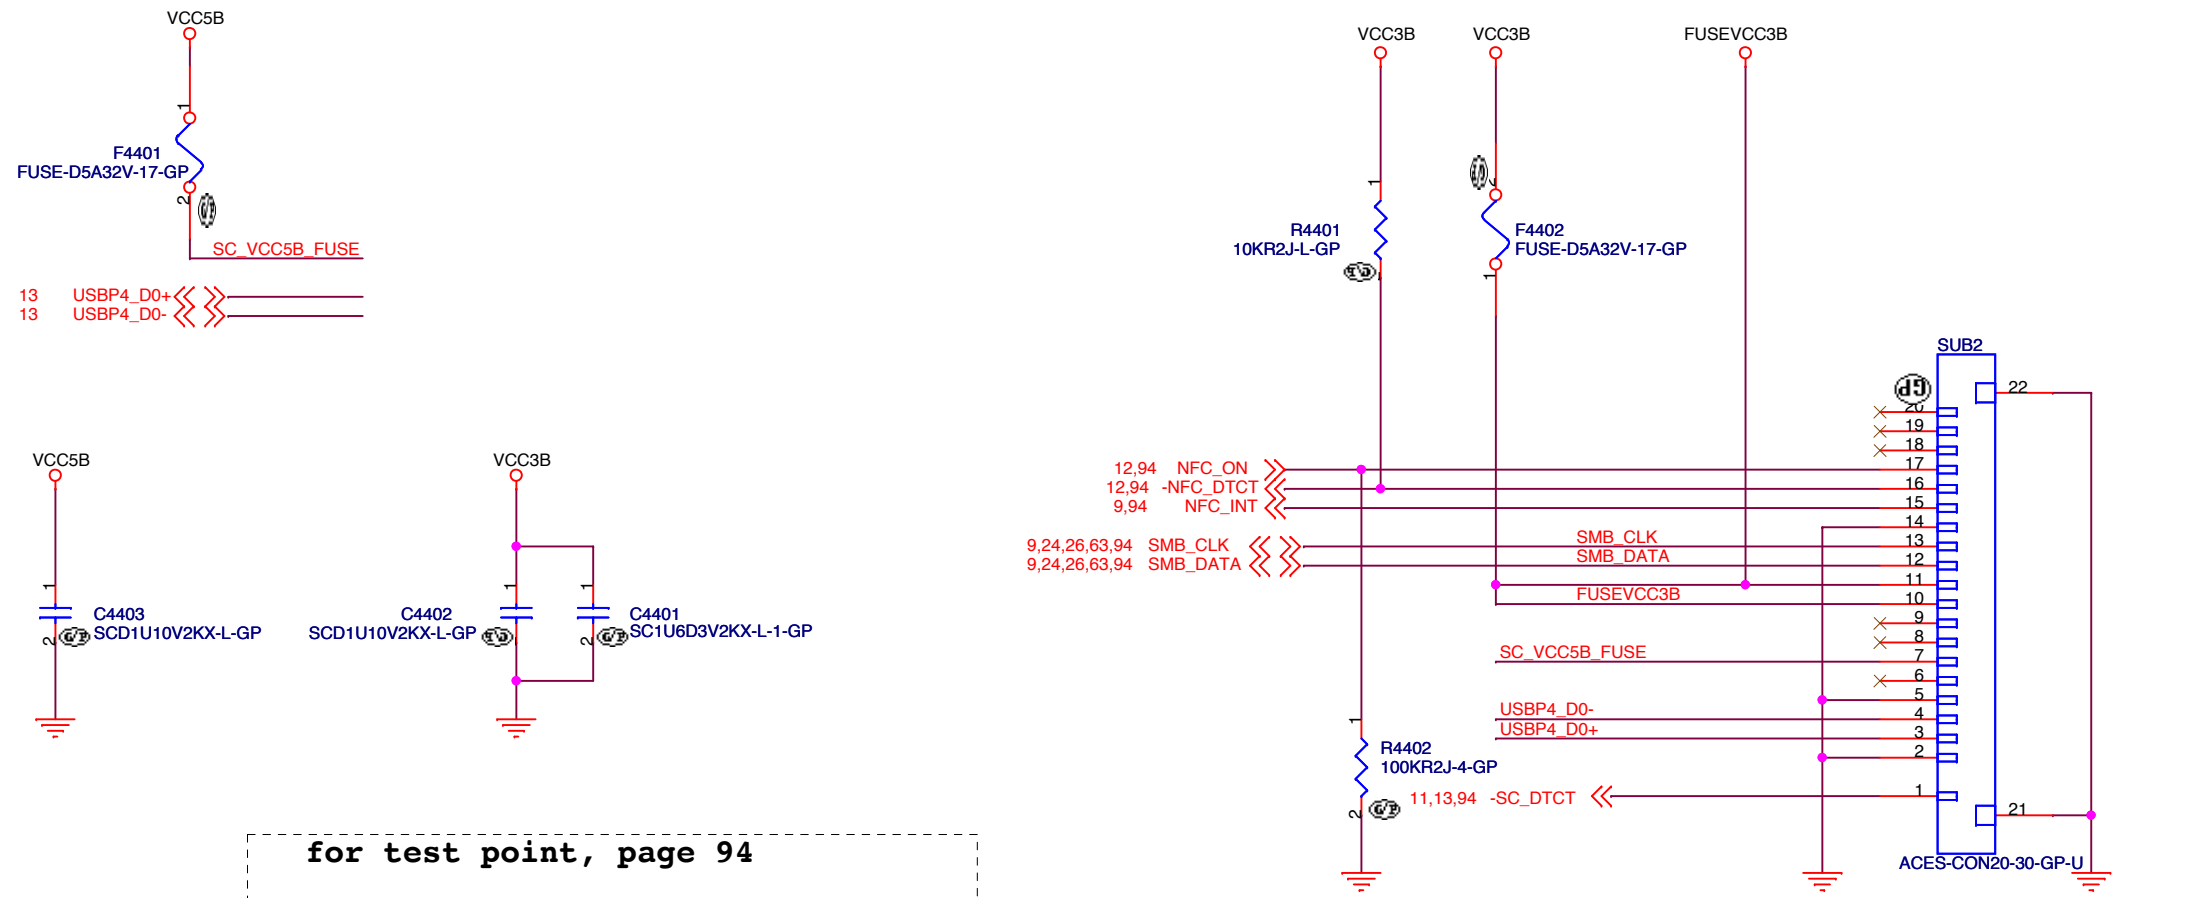 VCC5B
1
F4401
FUSE-D5A32V-17-GP
2
SC_VCC5B_FUSE
13 USBP4_D0+
13 USBP4_D0-
VCC5B
1
C4403
SCD1U10V2KX-L-GP
2
VCC3B
1
C4402
SCD1U10V2KX-L-GP
1
C4401
SC1U6D3V2KX-L-1-GP
2
for test point, page 94
VCC3B
VCC3B
FUSEVCC3B
1
R4401
10KR2J-L-GP
F4402
FUSE-D5A32V-17-GP
1
SUB2
GP
22
20
19
18
12,94 NFC_ON 17
12,94 -NFC_DTCT 16
9,94 NFC_INT 15
14
9,24,26,63,94 SMB_CLK SMB_CLK 13
9,24,26,63,94 SMB_DATA SMB_DATA 12
11
FUSEVCC3B 10
9
8
SC_VCC5B_FUSE 7
6
5
USBP4_D0- 4
USBP4_D0+ 3
2
1
R4402
100KR2J-4-GP
2
11,13,94 -SC_DTCT 1
21
ACES-CON20-30-GP-U